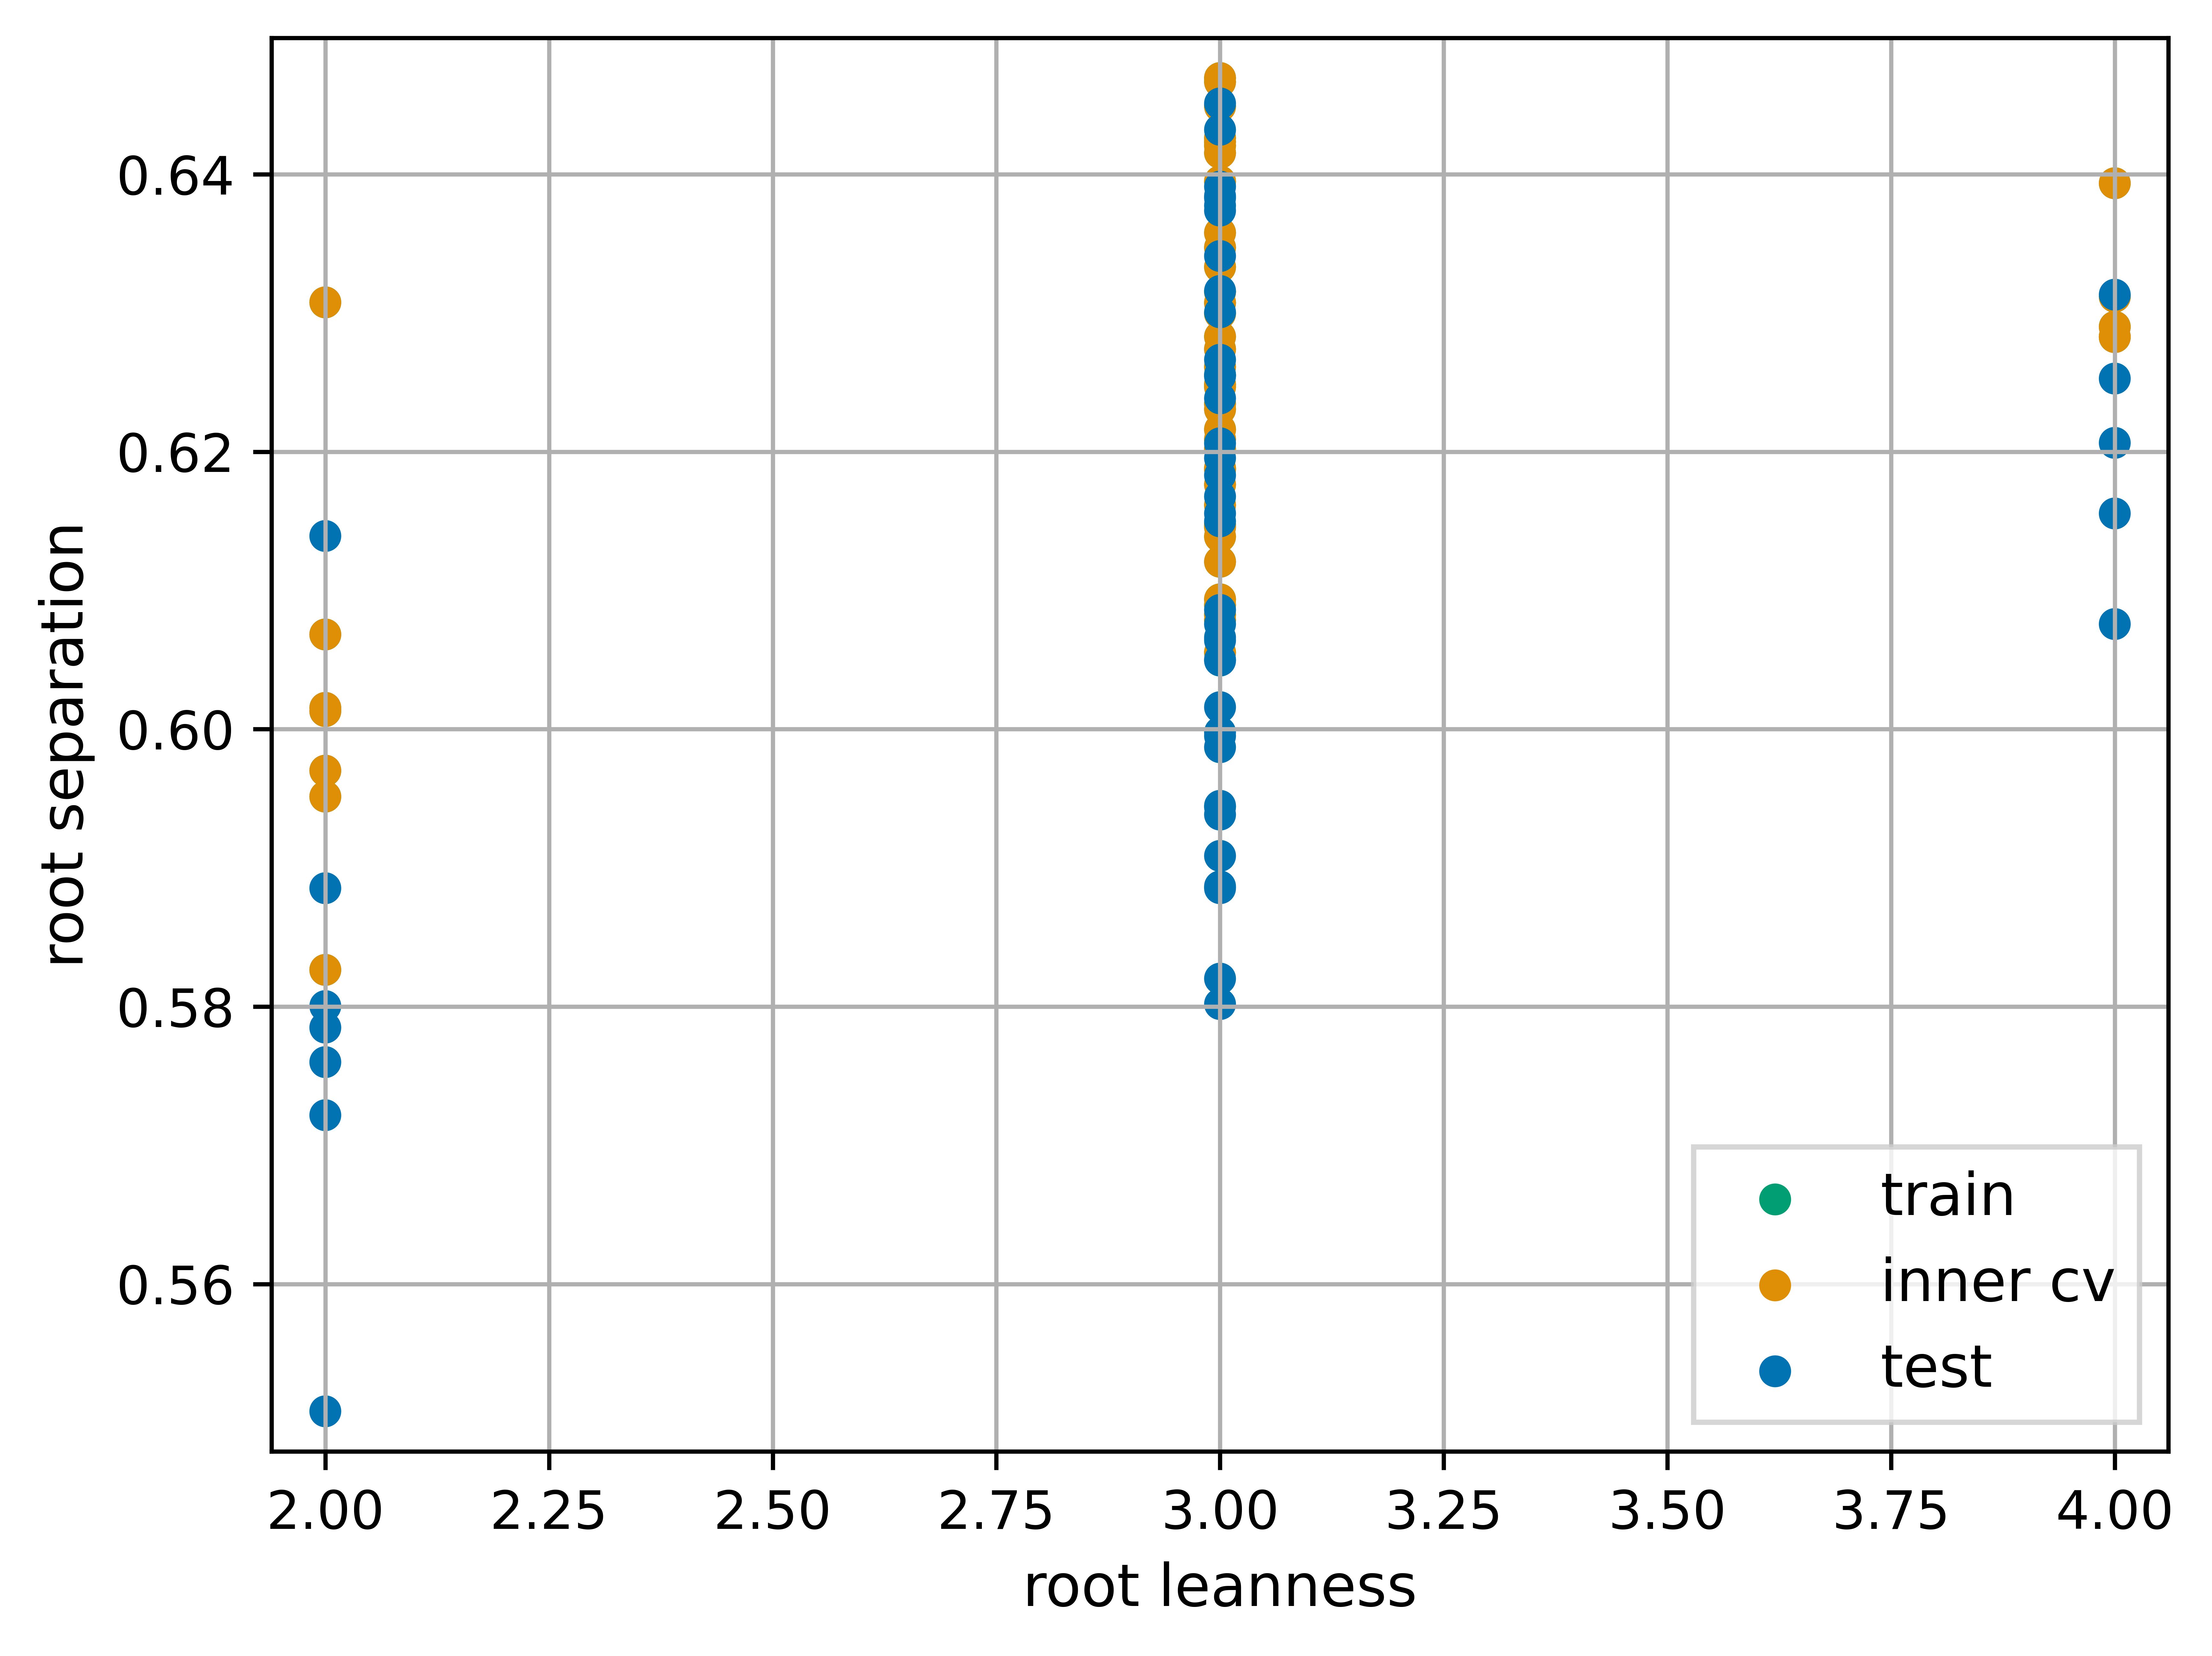 root separation
0.64
0.62
0.60
0.58
0.56
train
inner cv
test
2.00 2.25 2.50 2.75 3.00 3.25 3.50 3.75 4.00
root leanness